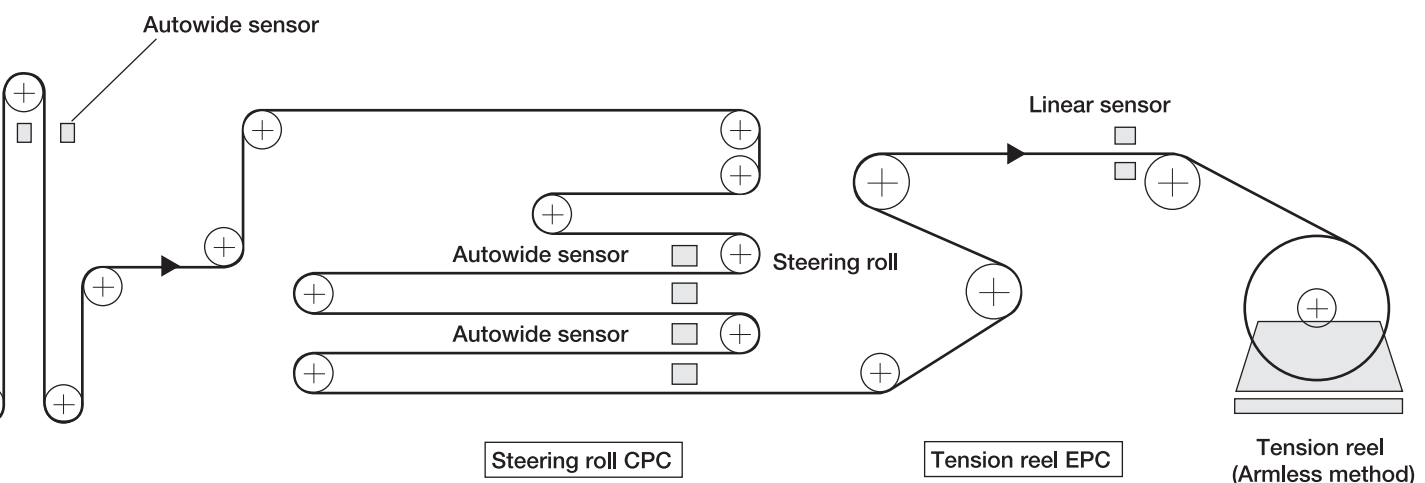 Autowide sensor
Linear sensor
Autowide sensor
Steering roll
Autowide sensor
Steering roll CPC
Tension reel EPC
Tension reel
(Armless method)